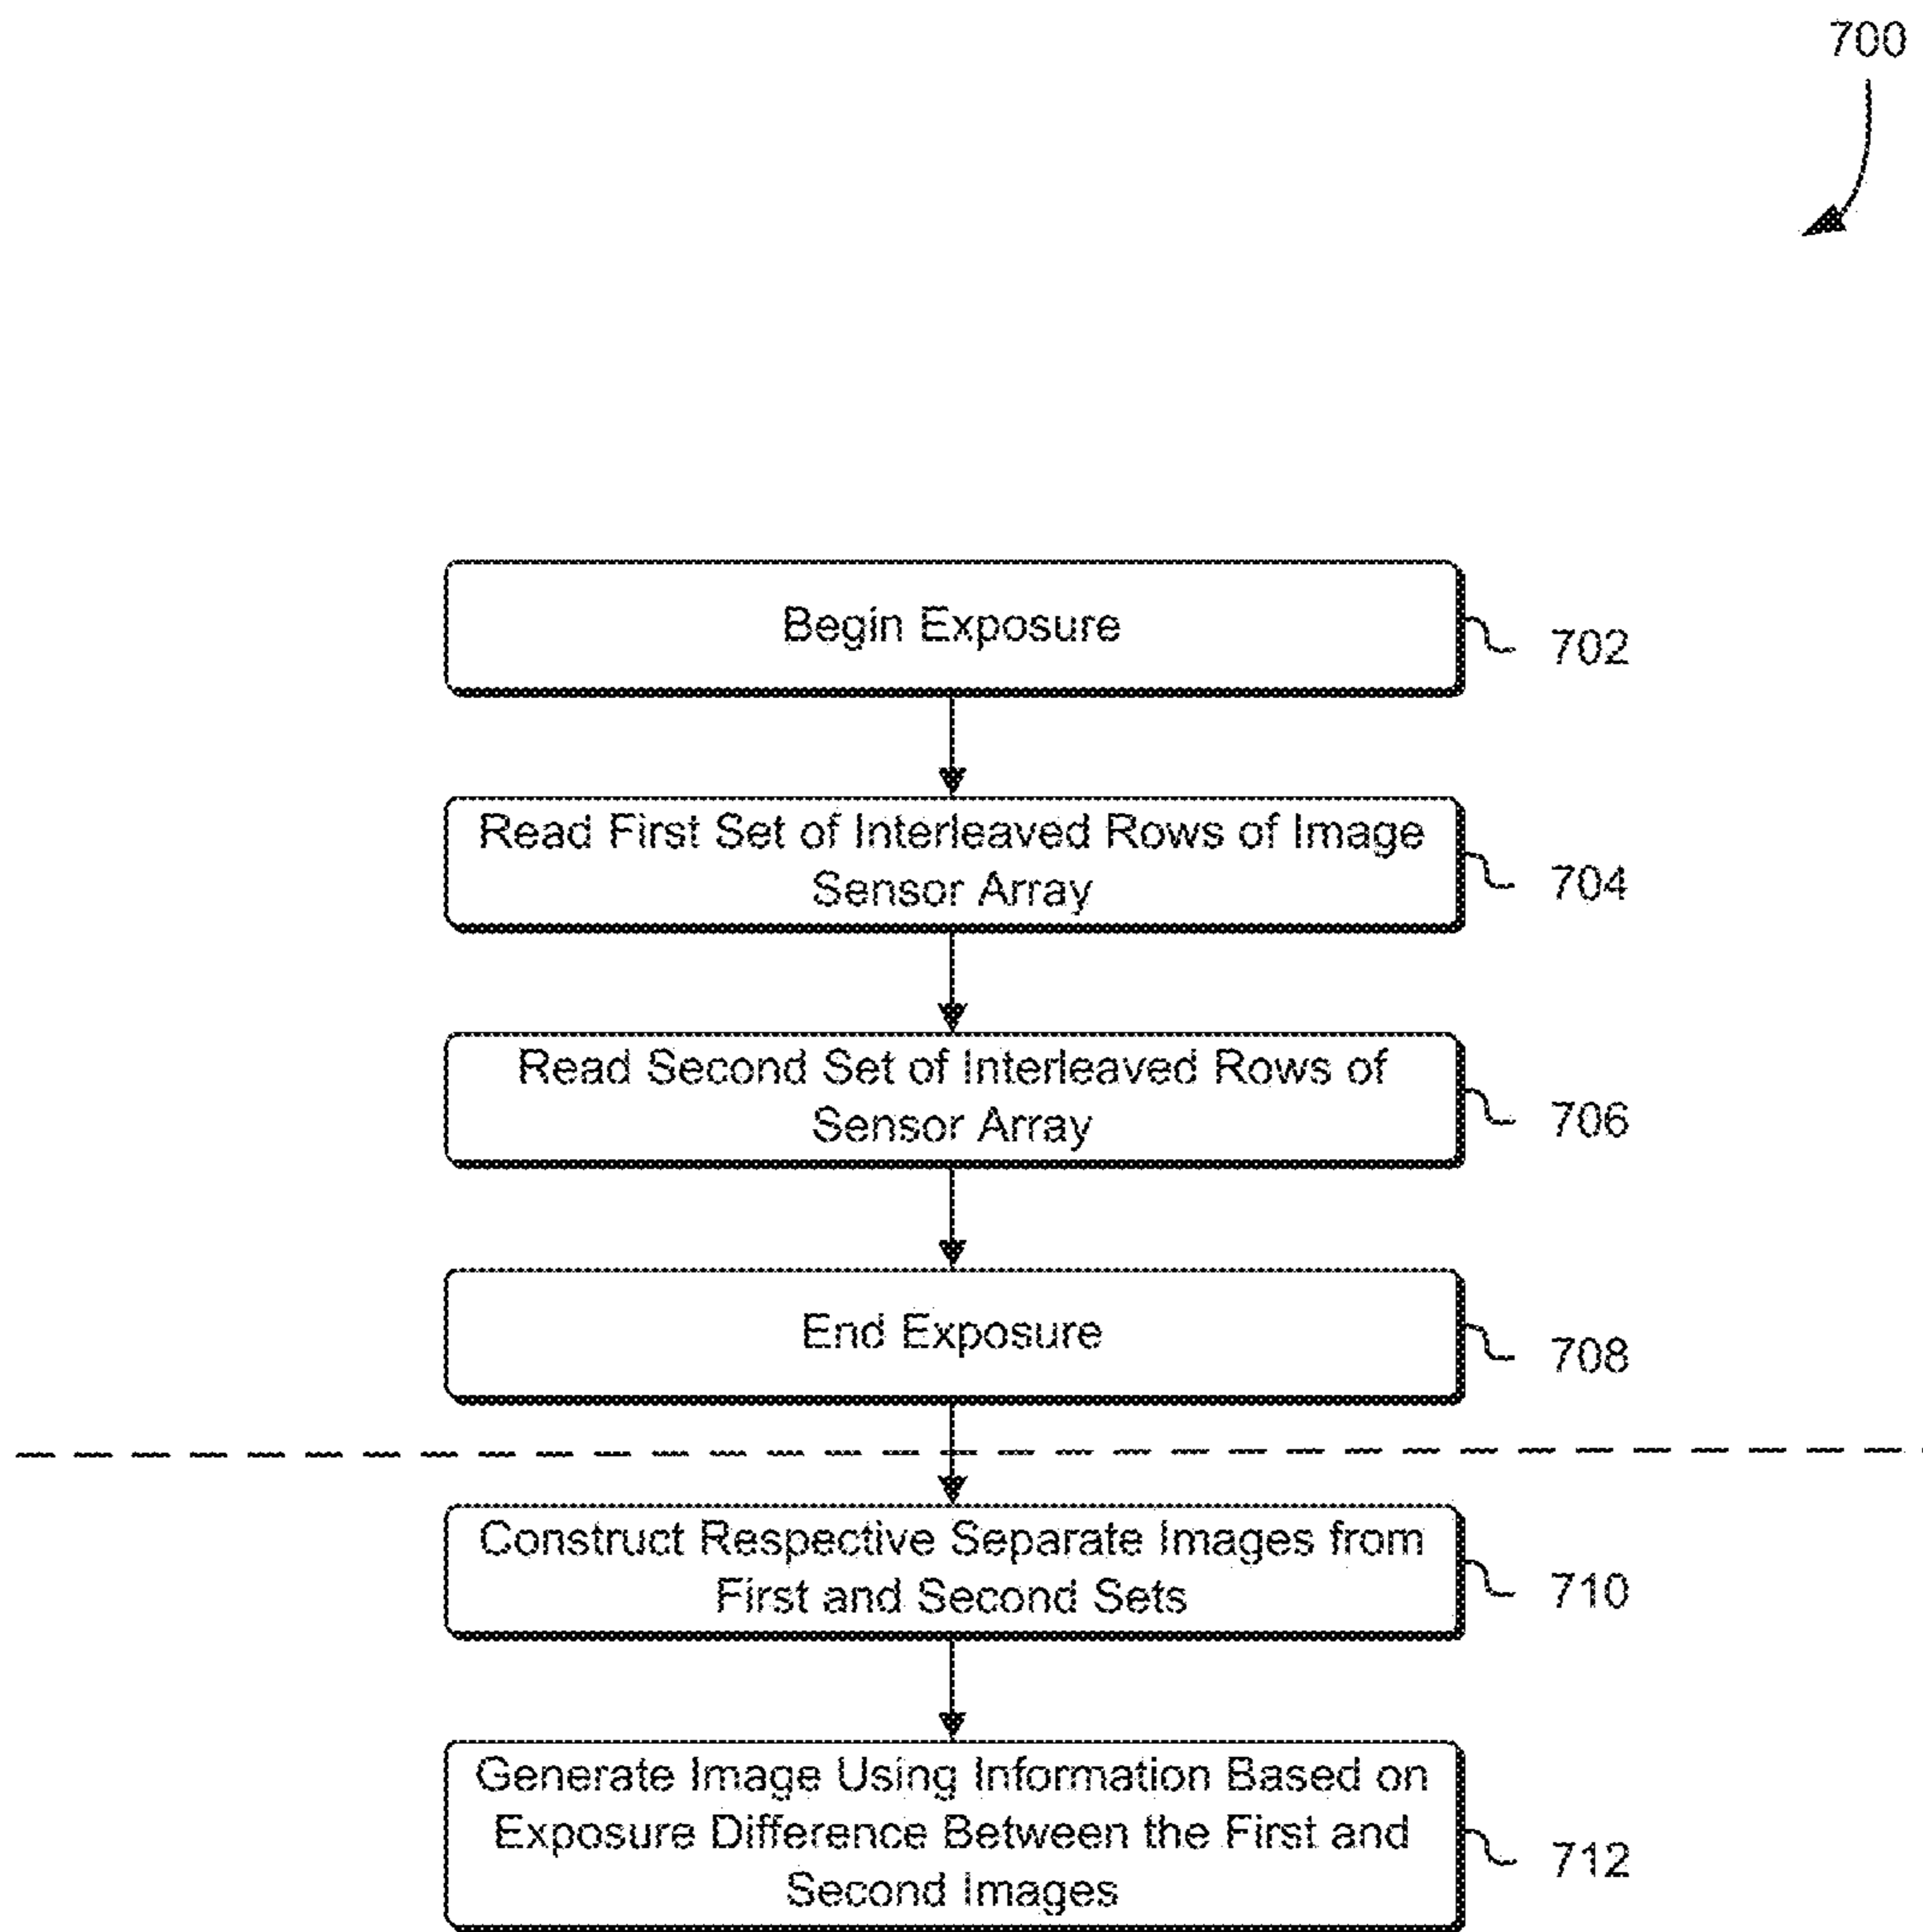 700
Begin Exposure
702
Read First Set of Interleaved Rows of Image
Sensor Array
704
Read Second Set of Interleaved Rows of
Sensor Array
706
End Exposure
708
Construct Respective Separate Images from
First and Second Sets
710
Generate Image Using Information Based on
Exposure Difference Between the First and
Second Images
712